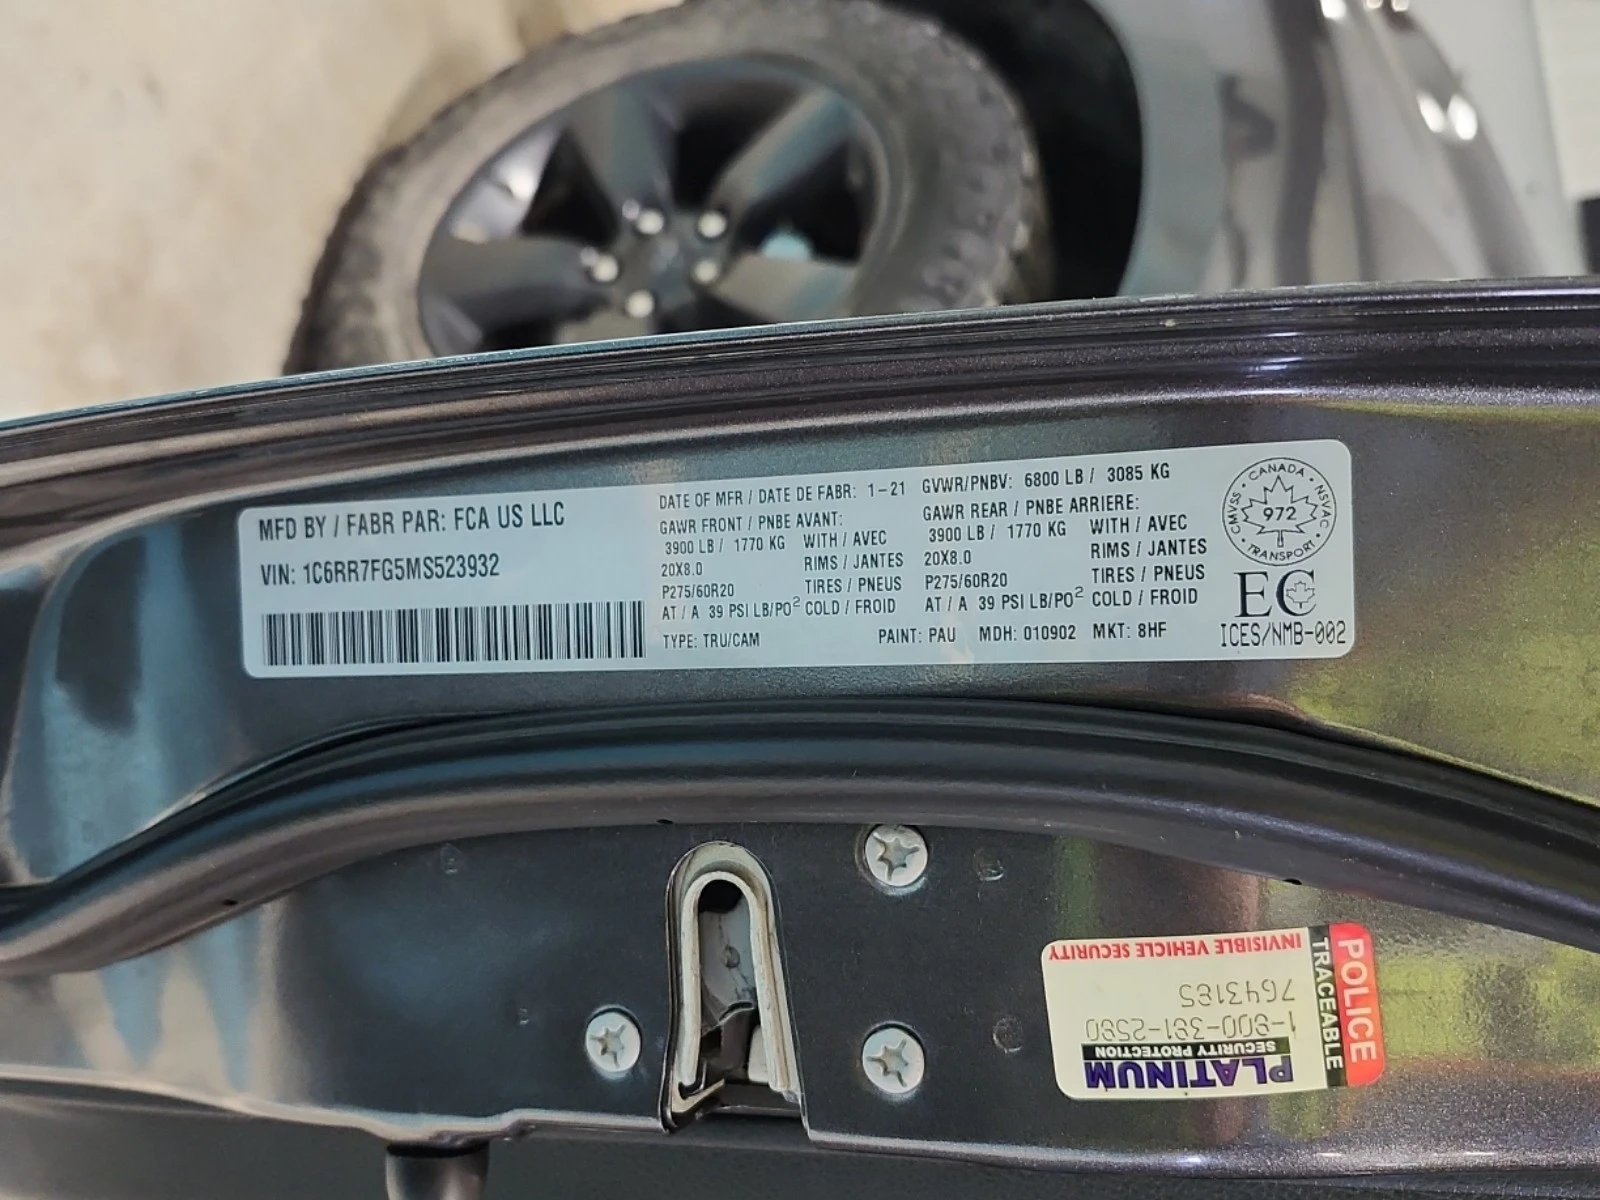 MFD BY / FABR PAR: FCA US LLC
VIN: 1C6RR7FG5MS523932
DATE OF MFR / DATE DE FABR: 1-21
GAWR FRONT / PNBE AVANT:
3900 LB / 1770 KG WITH / AVEC
20X8.0 RIMS / JANTES
P275/60R20 TIRES / PNEUS
AT / A 39 PSI LB/PO² COLD / FROID
TYPE: TRU/CAM
GVWR/PNBV: 6800 LB / 3085 KG
GAWR REAR / PNBE ARRIERE:
3900 LB / 1770 KG WITH / AVEC
20X8.0 RIMS / JANTES
P275/60R20 TIRES / PNEUS
AT / A 39 PSI LB/PO² COLD / FROID
PAINT: PAU MDH: 010902 MKT: 8HF
CANADA
CMVSS NSVAC
972
TRANSPORT
EC
ICES/NMB-002
POLICE
TRACEABLE
PLATINUM
SECURITY PROTECTION
1-800-381-2580
7643185
INVISIBLE VEHICLE SECURITY